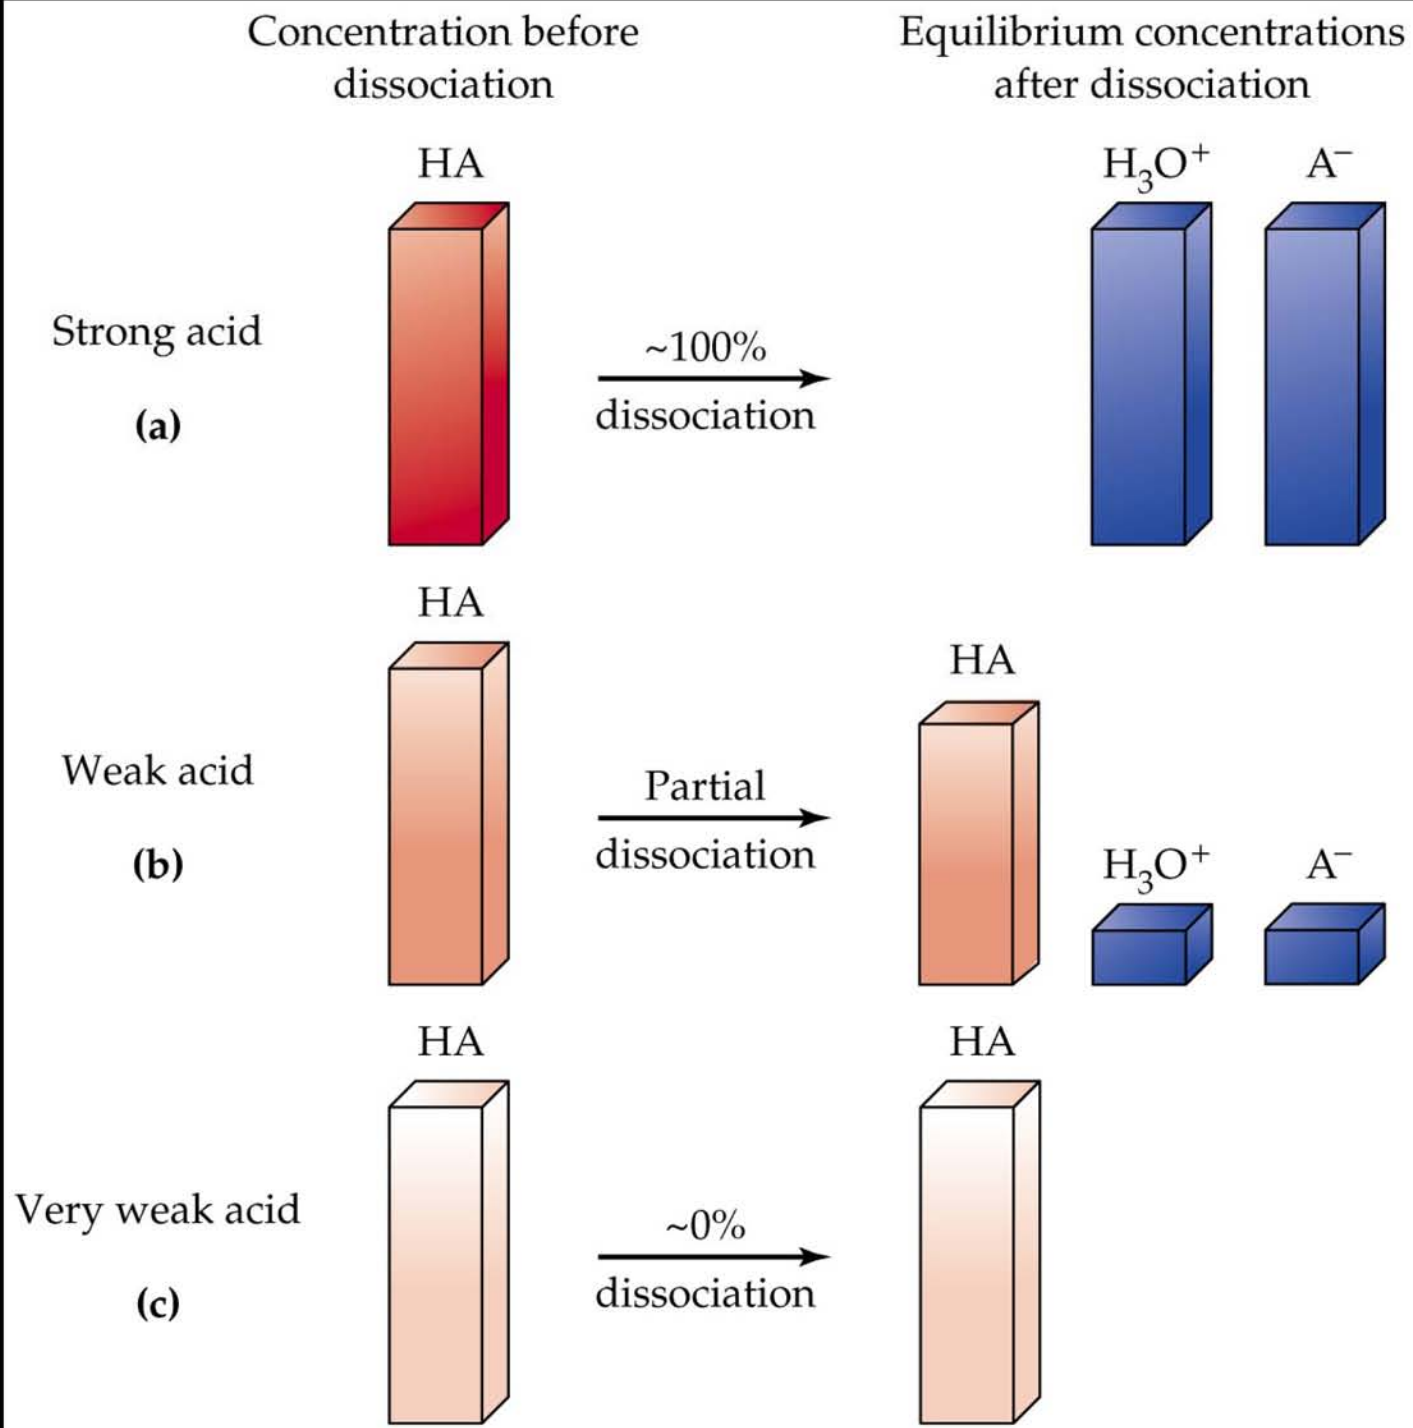 Concentration before
dissociation
Equilibrium concentrations
after dissociation
HA
H₃O⁺ A⁻
Strong acid
(a)
~100%
dissociation
HA
HA
Weak acid
(b)
Partial
dissociation
H₃O⁺ A⁻
HA
HA
Very weak acid
(c)
~0%
dissociation